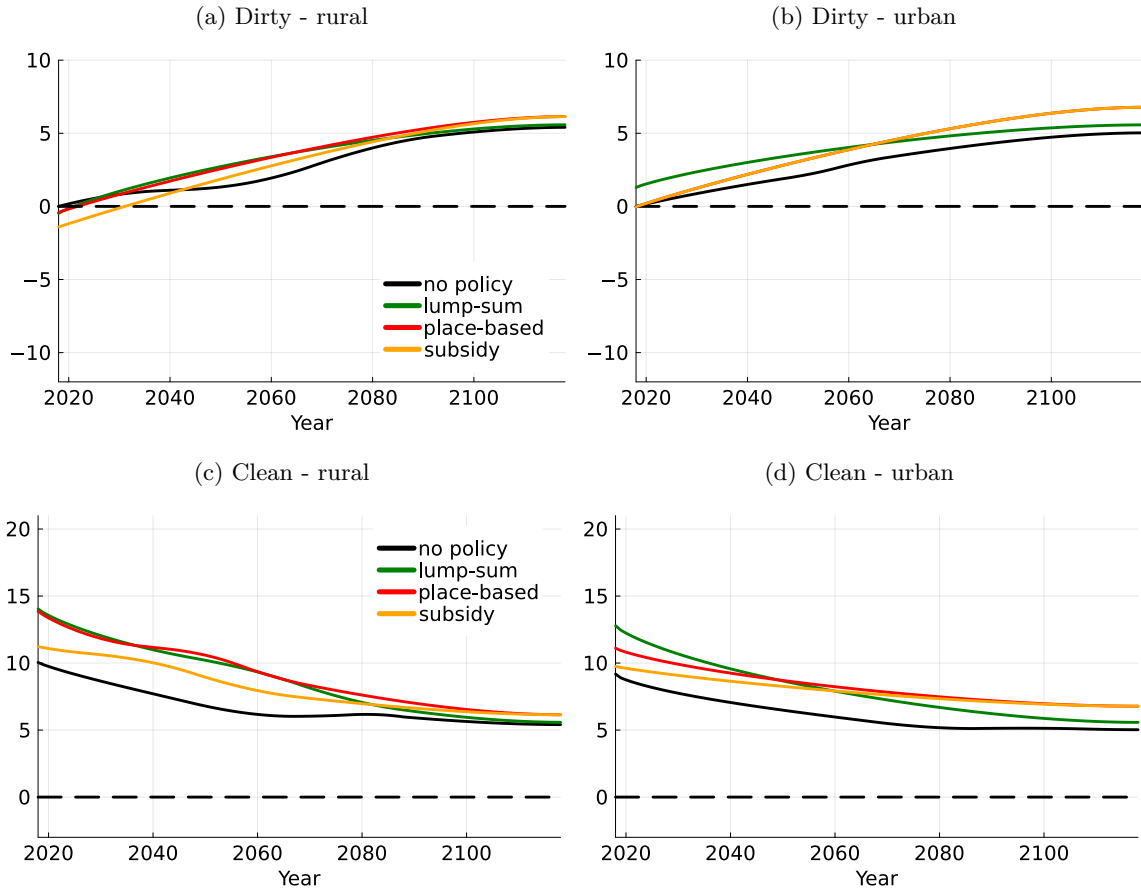 (a) Dirty - rural
10
5
0
−5
−10
no policy
lump-sum
place-based
subsidy
2020 2040 2060 2080 2100
Year
(b) Dirty - urban
10
5
0
−5
−10
2020 2040 2060 2080 2100
Year
(c) Clean - rural
20
15
10
5
0
no policy
lump-sum
place-based
subsidy
2020 2040 2060 2080 2100
Year
(d) Clean - urban
20
15
10
5
0
2020 2040 2060 2080 2100
Year